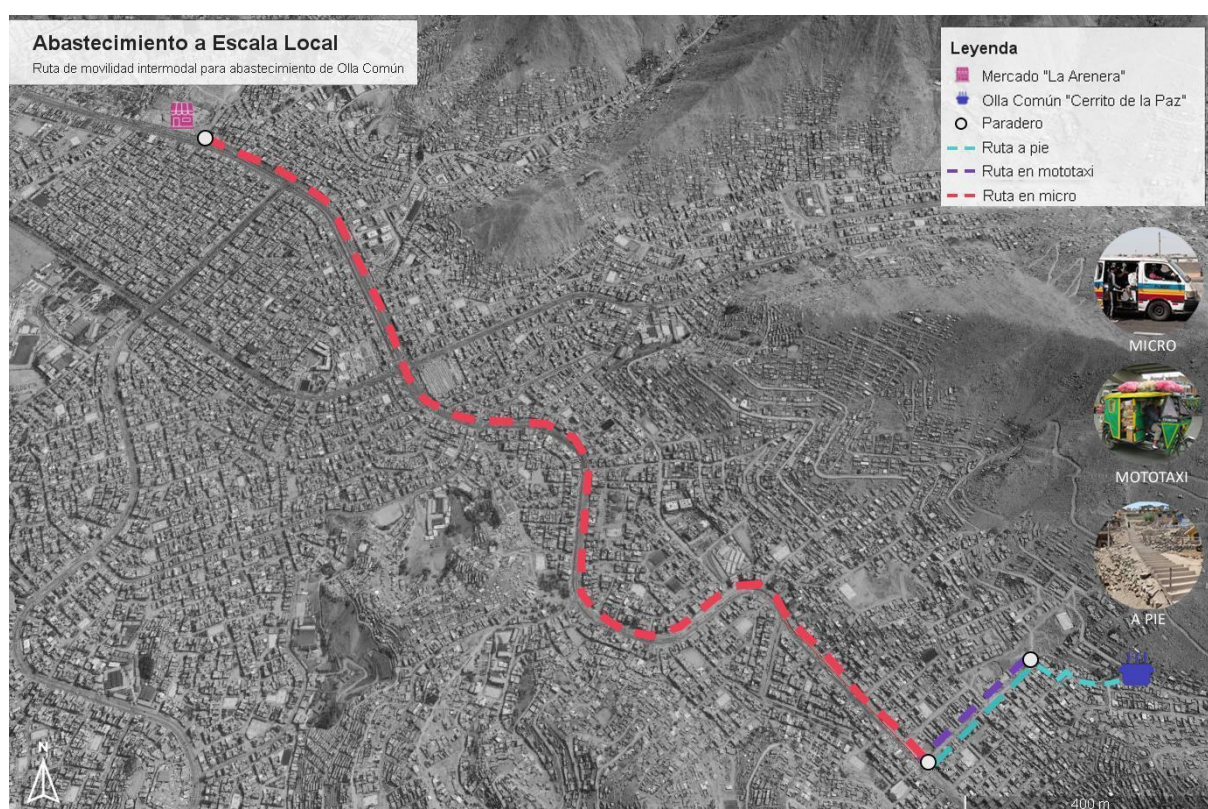 Abastecimiento a Escala Local
Ruta de movilidad intermodal para abastecimiento de Olla Común
Leyenda
Mercado "La Arenera"
Olla Común "Cerrito de la Paz"
Paradero
Ruta a pie
Ruta en mototaxi
Ruta en micro
MICRO
MOTOTAXI
A PIE
N
400 m